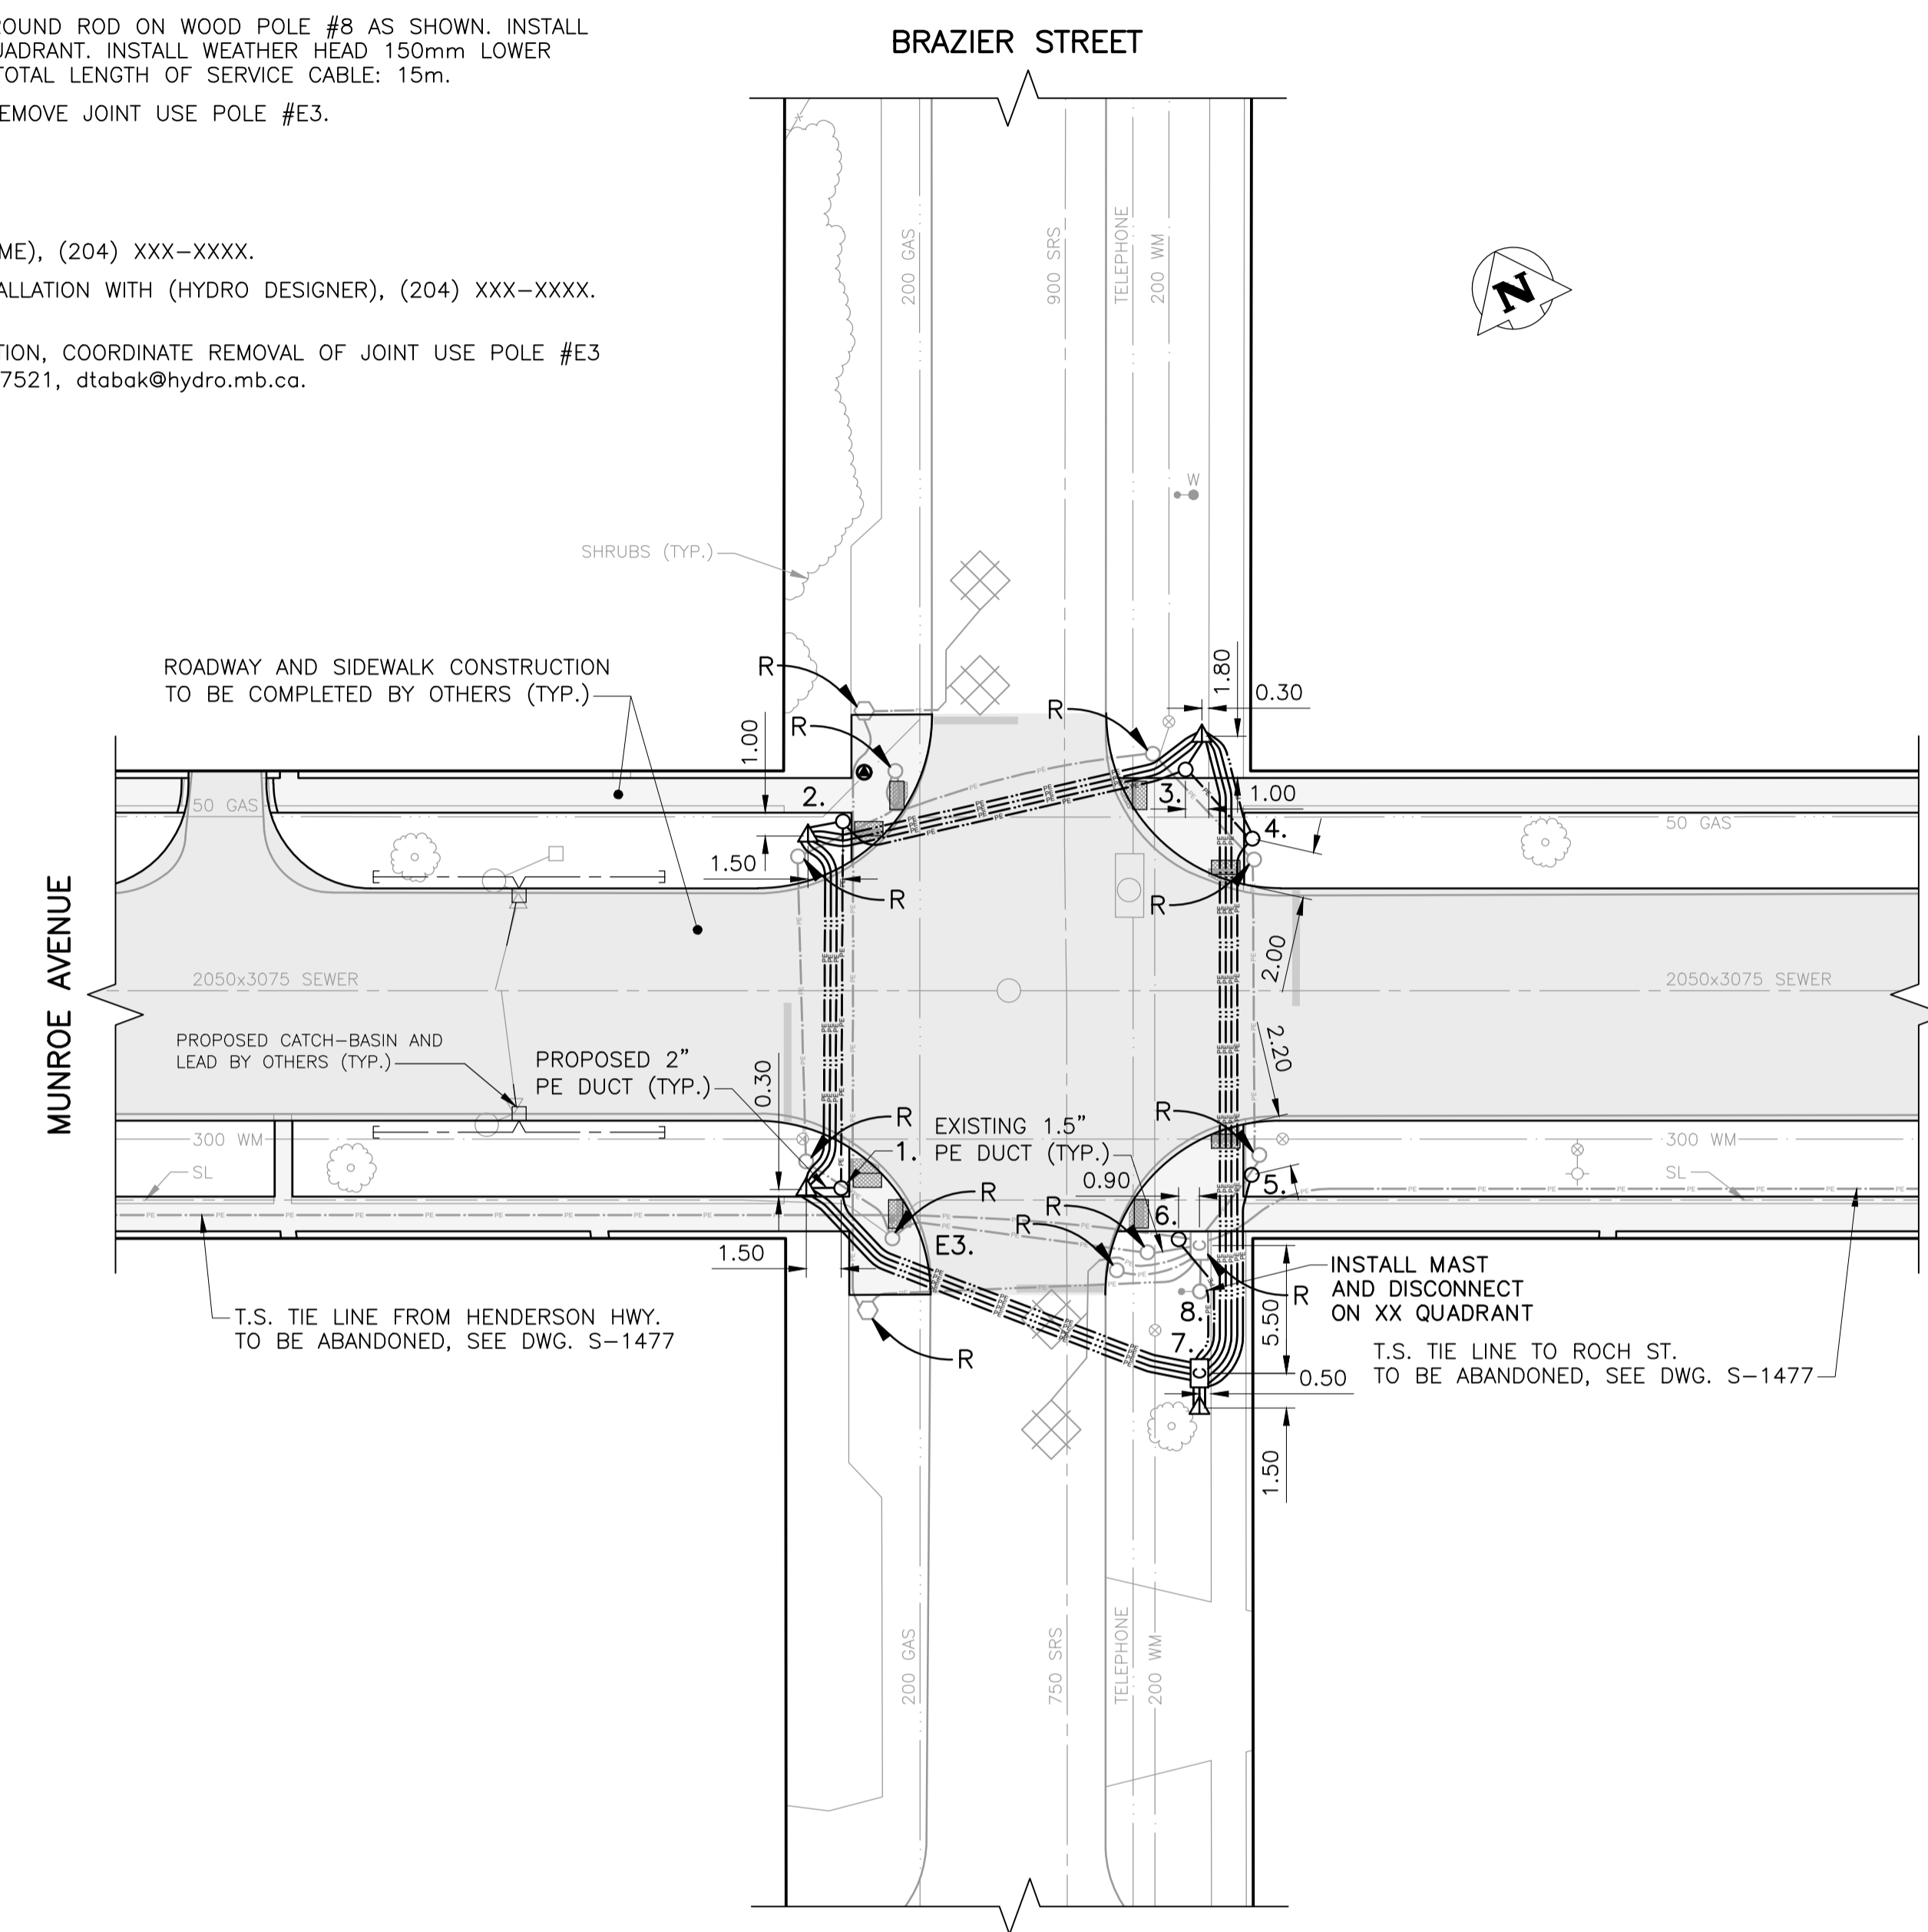 ROUND ROD ON WOOD POLE #8 AS SHOWN. INSTALL
UADRANT. INSTALL WEATHER HEAD 150mm LOWER
TOTAL LENGTH OF SERVICE CABLE: 15m.
EMOVE JOINT USE POLE #E3.
ME), (204) XXX-XXXX.
ALLATION WITH (HYDRO DESIGNER), (204) XXX-XXXX.
TION, COORDINATE REMOVAL OF JOINT USE POLE #E3
7521, dtabak@hydro.mb.ca.
BRAZIER STREET
N
200 GAS
900 SRS
TELEPHONE
200 WM
W
SHRUBS (TYP.)
ROADWAY AND SIDEWALK CONSTRUCTION
TO BE COMPLETED BY OTHERS (TYP.)
R
R
R
1.80
0.30
1.00
2.
3.
1.00
4.
50 GAS
50 GAS
1.50
R
R
2.00
MUNROE AVENUE
2050x3075 SEWER
2050x3075 SEWER
PROPOSED CATCH-BASIN AND
LEAD BY OTHERS (TYP.)
PROPOSED 2"
PE DUCT (TYP.)
0.30
2.20
R
EXISTING 1.5"
PE DUCT (TYP.)
R
1.
300 WM
300 WM
SL
SL
0.90
5.
R
R
R
6.
E3.
C
1.50
INSTALL MAST
AND DISCONNECT
ON XX QUADRANT
R
8.
5.50
7.
C
R
T.S. TIE LINE FROM HENDERSON HWY.
TO BE ABANDONED, SEE DWG. S-1477
T.S. TIE LINE TO ROCH ST.
TO BE ABANDONED, SEE DWG. S-1477
0.50
1.50
200 GAS
750 SRS
TELEPHONE
200 WM